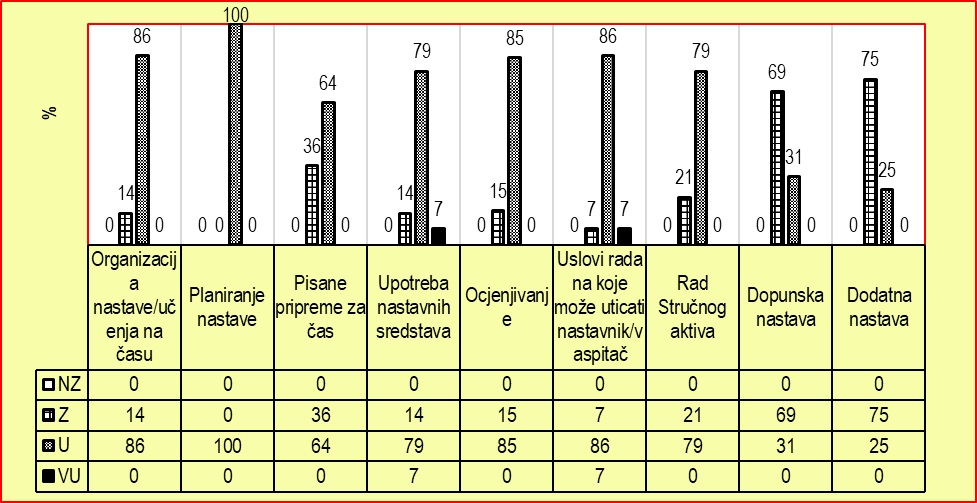 100
86
79
85
86
79
75
69
64
36
31
25
21
14
14
15
7
7
7
0 0 0 0 0 0 0 0 0 0 0 0 0 0 0 0 0
%
Organizacij
a
nastave/uč
enja na
času
Planiranje
nastave
Pisane
pripreme za
čas
Upotreba
nastavnih
sredstava
Ocjenjivanj
e
Uslovi rada
na koje
može uticati
nastavnik/v
aspitač
Rad
Stručnog
aktiva
Dopunska
nastava
Dodatna
nastava
NZ 0 0 0 0 0 0 0 0 0
Z 14 0 36 14 15 7 21 69 75
U 86 100 64 79 85 86 79 31 25
VU 0 0 0 7 0 7 0 0 0